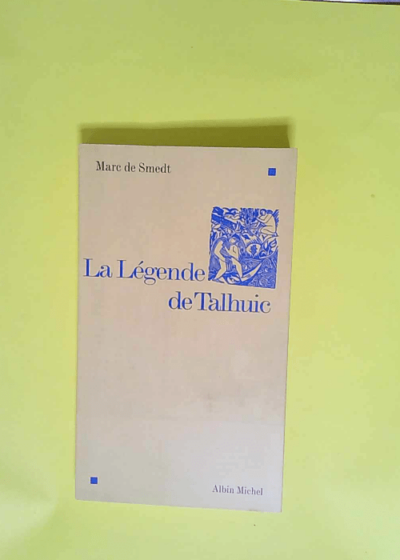 Marc de Smedt
La Légende
de Talhuic
Albin Michel